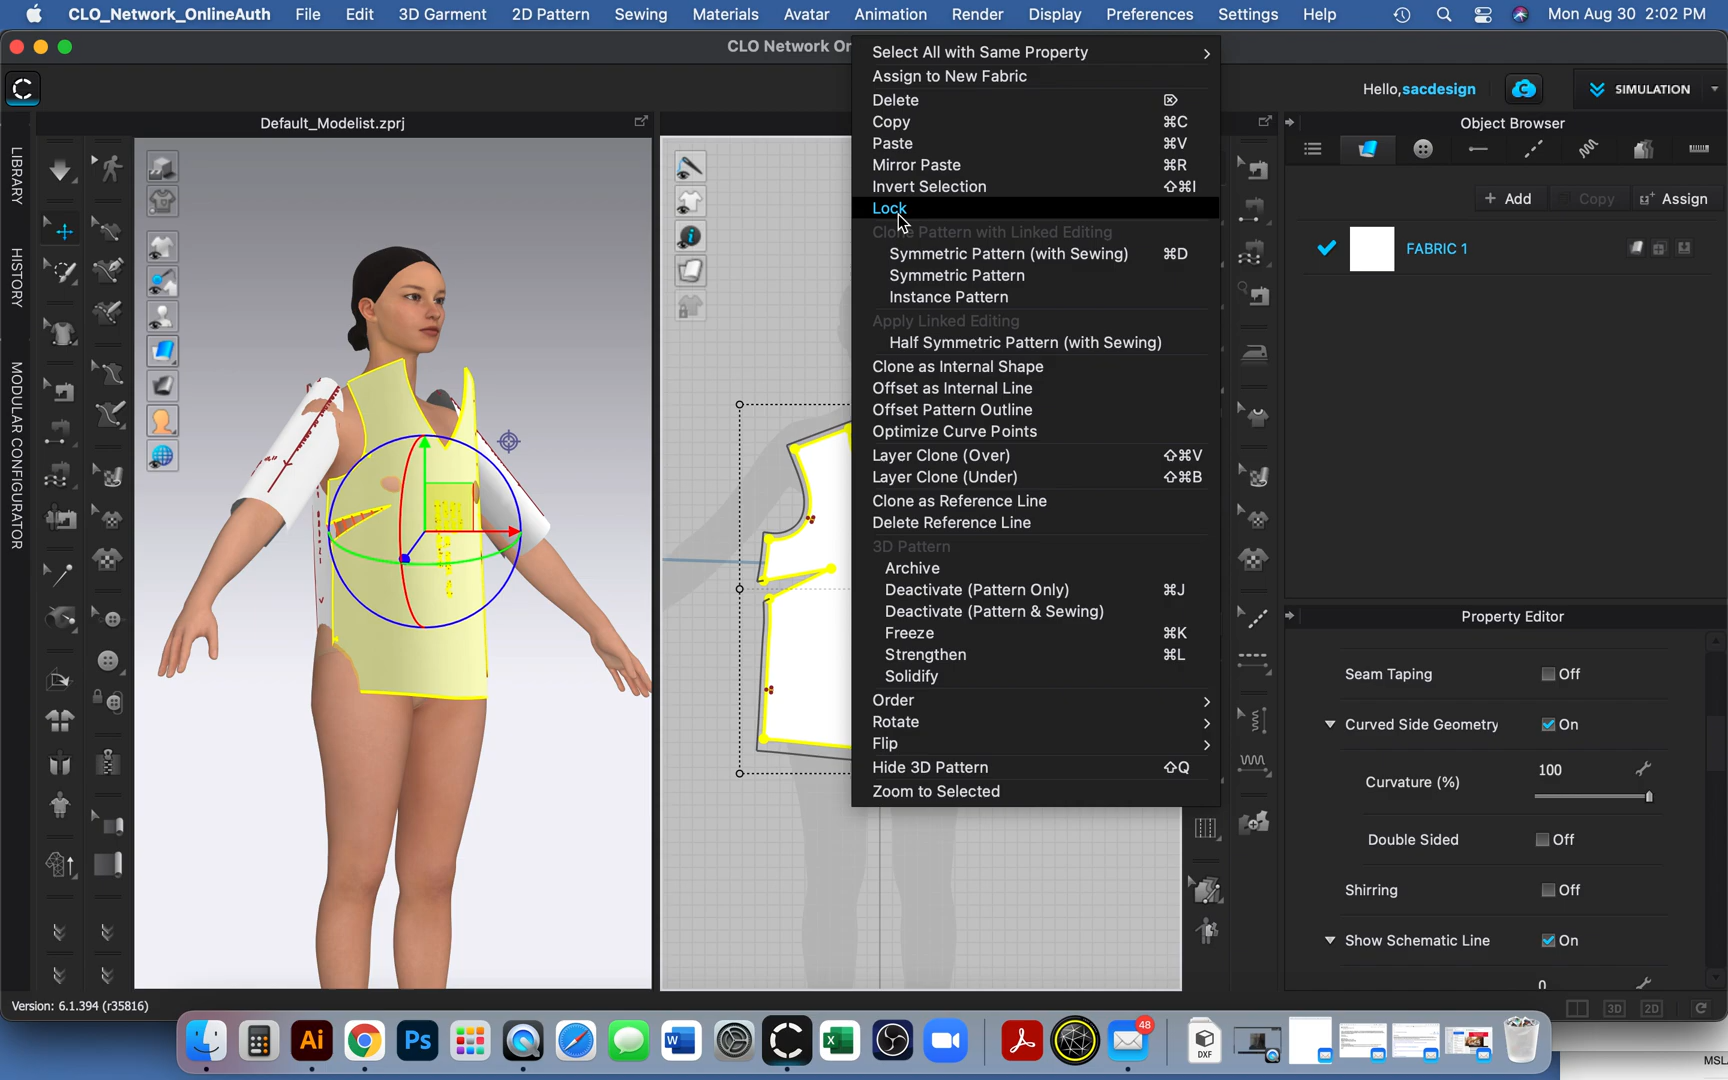 CLO_Network_OnlineAuth File Edit 3D Garment 2D Pattern Sewing Materials Avatar Animation Render Display Preferences Settings Help Mon Aug 30 2:02 PM
CLO Network Or
Hello,sacdesign SIMULATION
Default_Modelist.zprj
LIBRARY
HISTORY
MODULAR CONFIGURATOR
Select All with Same Property
Assign to New Fabric
Delete
Copy ⌘C
Paste ⌘V
Mirror Paste ⌘R
Invert Selection ⇧⌘I
Lock
Clone Pattern with Linked Editing
Symmetric Pattern (with Sewing) ⌘D
Symmetric Pattern
Instance Pattern
Apply Linked Editing
Half Symmetric Pattern (with Sewing)
Clone as Internal Shape
Offset as Internal Line
Offset Pattern Outline
Optimize Curve Points
Layer Clone (Over) ⇧⌘V
Layer Clone (Under) ⇧⌘B
Clone as Reference Line
Delete Reference Line
3D Pattern
Archive
Deactivate (Pattern Only) ⌘J
Deactivate (Pattern & Sewing)
Freeze ⌘K
Strengthen ⌘L
Solidify
Order
Rotate
Flip
Hide 3D Pattern ⇧Q
Zoom to Selected
Object Browser
+ Add Copy Assign
FABRIC 1
Property Editor
Seam Taping Off
Curved Side Geometry On
Curvature (%) 100
Double Sided Off
Shirring Off
Show Schematic Line On
0
Version: 6.1.394 (r35816)
3D 2D
Ai Ps W X 48 DXF
MSL